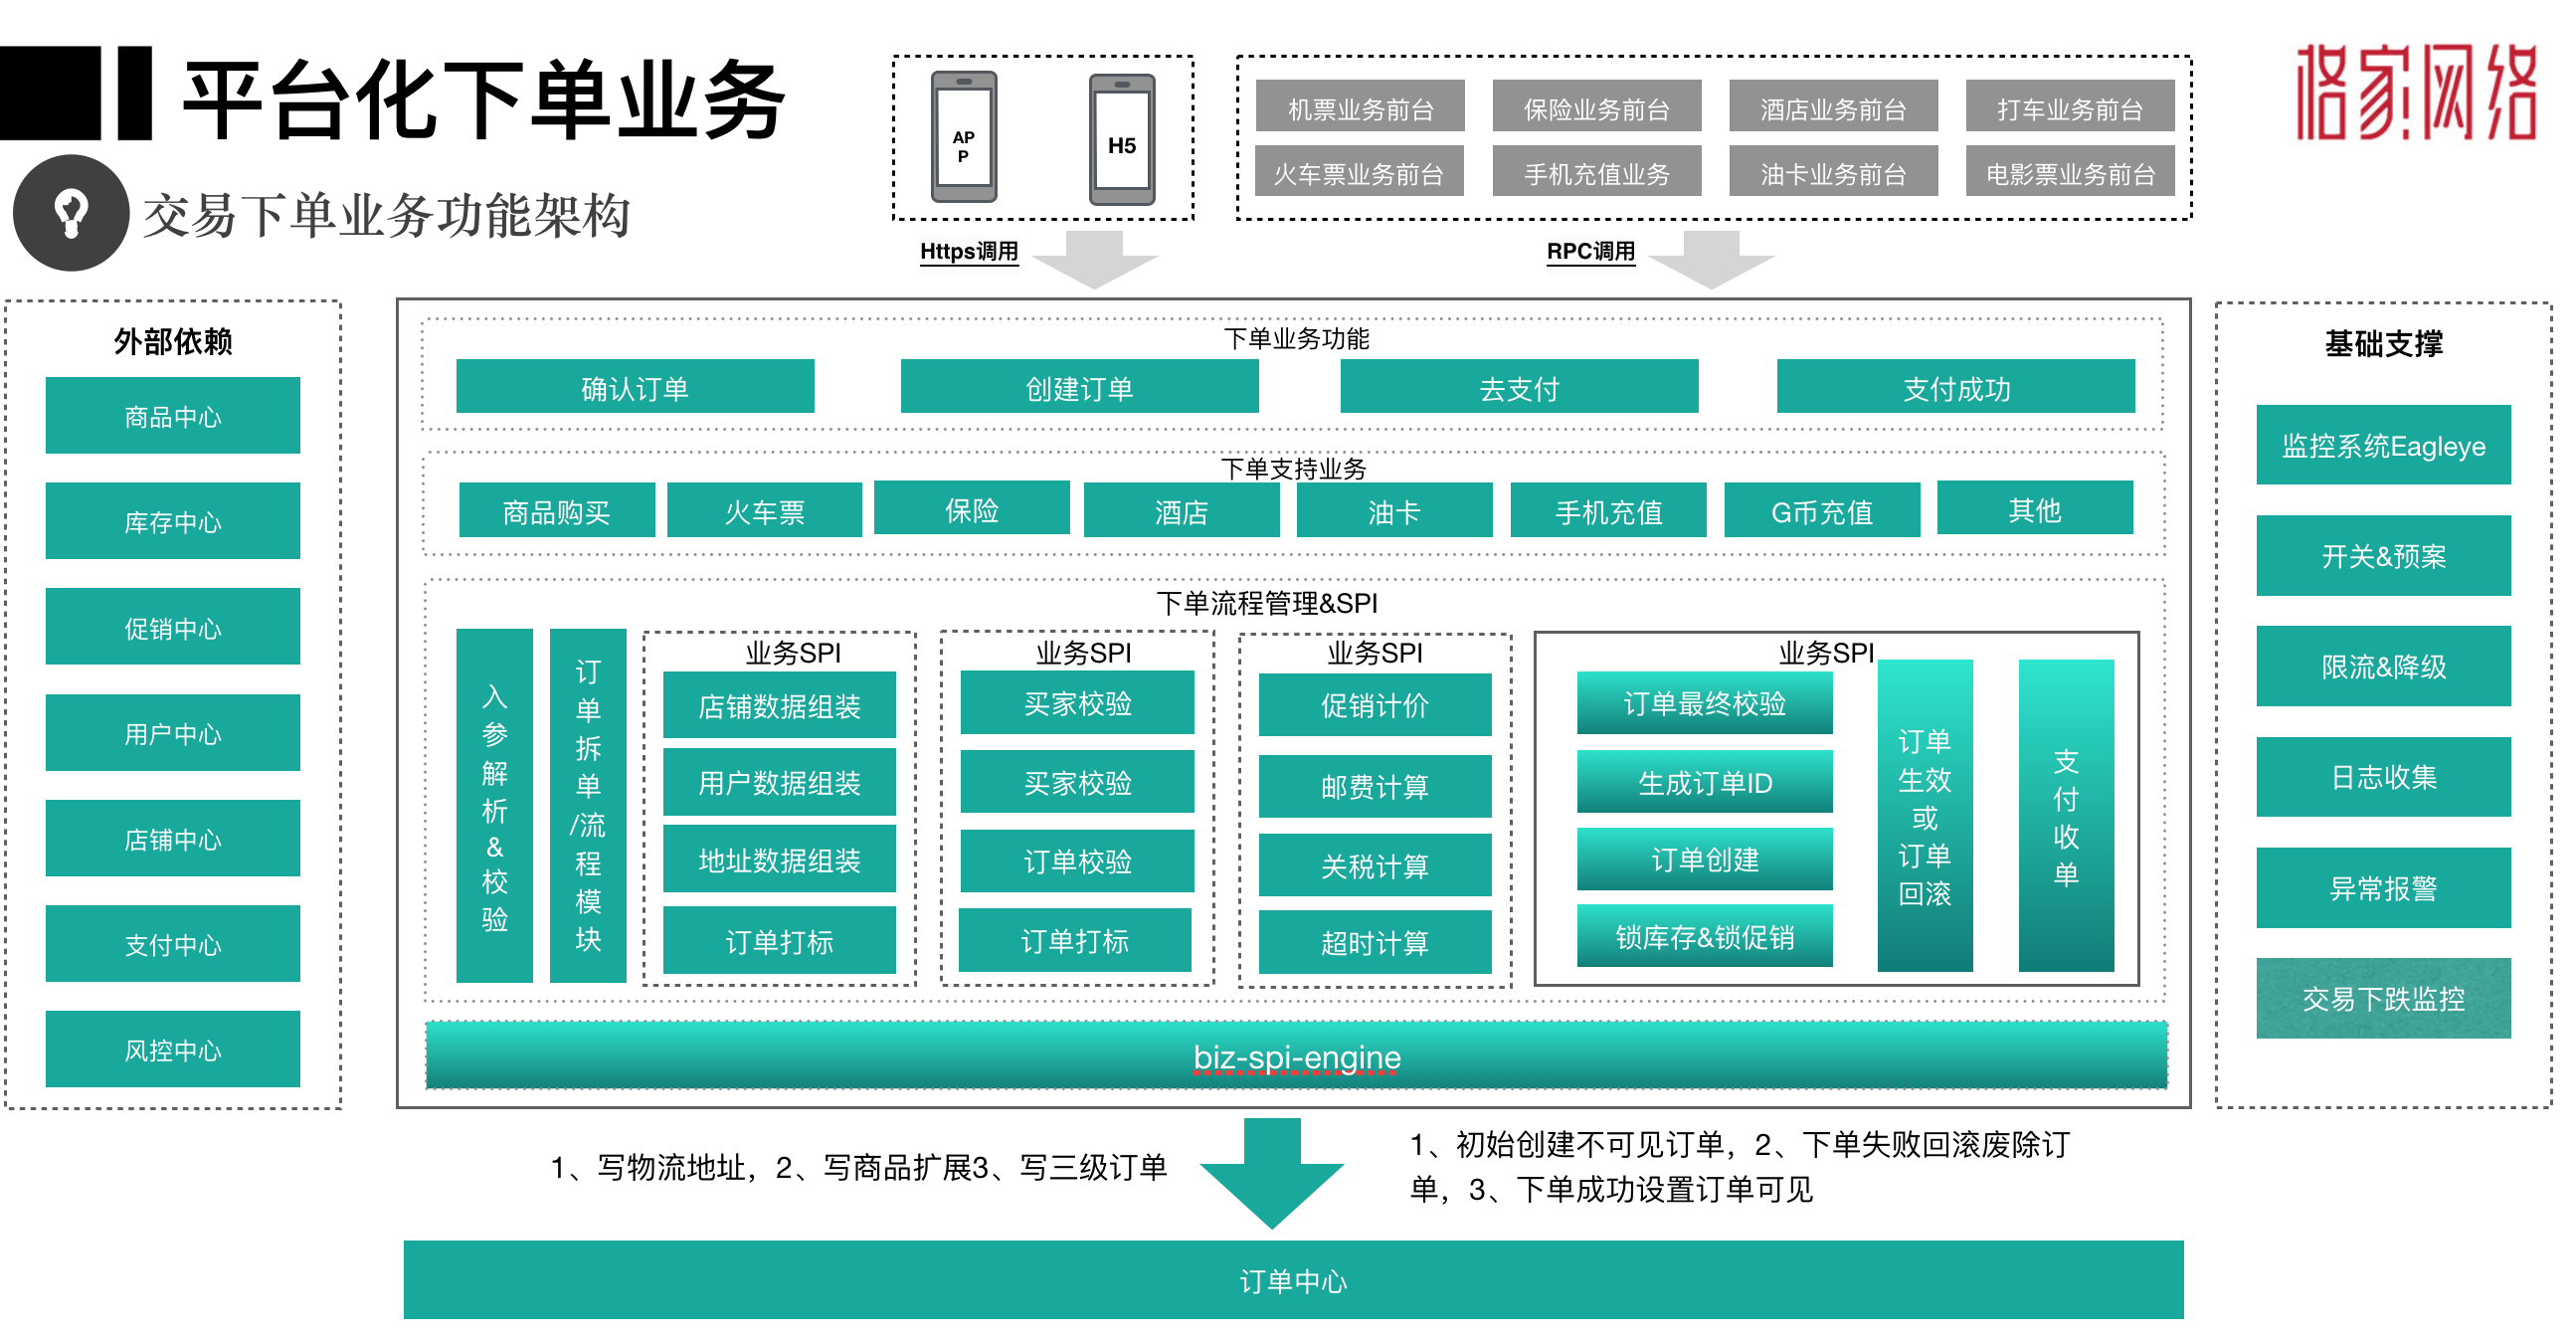 平台化下单业务
交易下单业务功能架构
AP
P
H5
机票业务前台
保险业务前台
酒店业务前台
打车业务前台
火车票业务前台
手机充值业务
油卡业务前台
电影票业务前台
格家网络
Https调用
RPC调用
外部依赖
商品中心
库存中心
促销中心
用户中心
店铺中心
支付中心
风控中心
下单业务功能
确认订单
创建订单
去支付
支付成功
下单支持业务
商品购买
火车票
保险
酒店
油卡
手机充值
G币充值
其他
下单流程管理&SPI
入
参
解
析
&
校
验
订
单
拆
单
/流
程
模
块
业务SPI
店铺数据组装
用户数据组装
地址数据组装
订单打标
业务SPI
买家校验
买家校验
订单校验
订单打标
业务SPI
促销计价
邮费计算
关税计算
超时计算
业务SPI
订单最终校验
生成订单ID
订单创建
锁库存&锁促销
订单
生效
或
订单
回滚
支
付
收
单
biz-spi-engine
基础支撑
监控系统Eagleye
开关&预案
限流&降级
日志收集
异常报警
交易下跌监控
1、写物流地址，2、写商品扩展3、写三级订单
1、初始创建不可见订单，2、下单失败回滚废除订
单，3、下单成功设置订单可见
订单中心